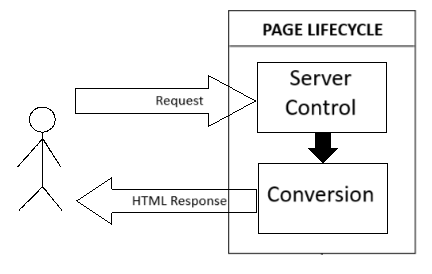 PAGE LIFECYCLE
Server
Control
Request
Conversion
HTML Response